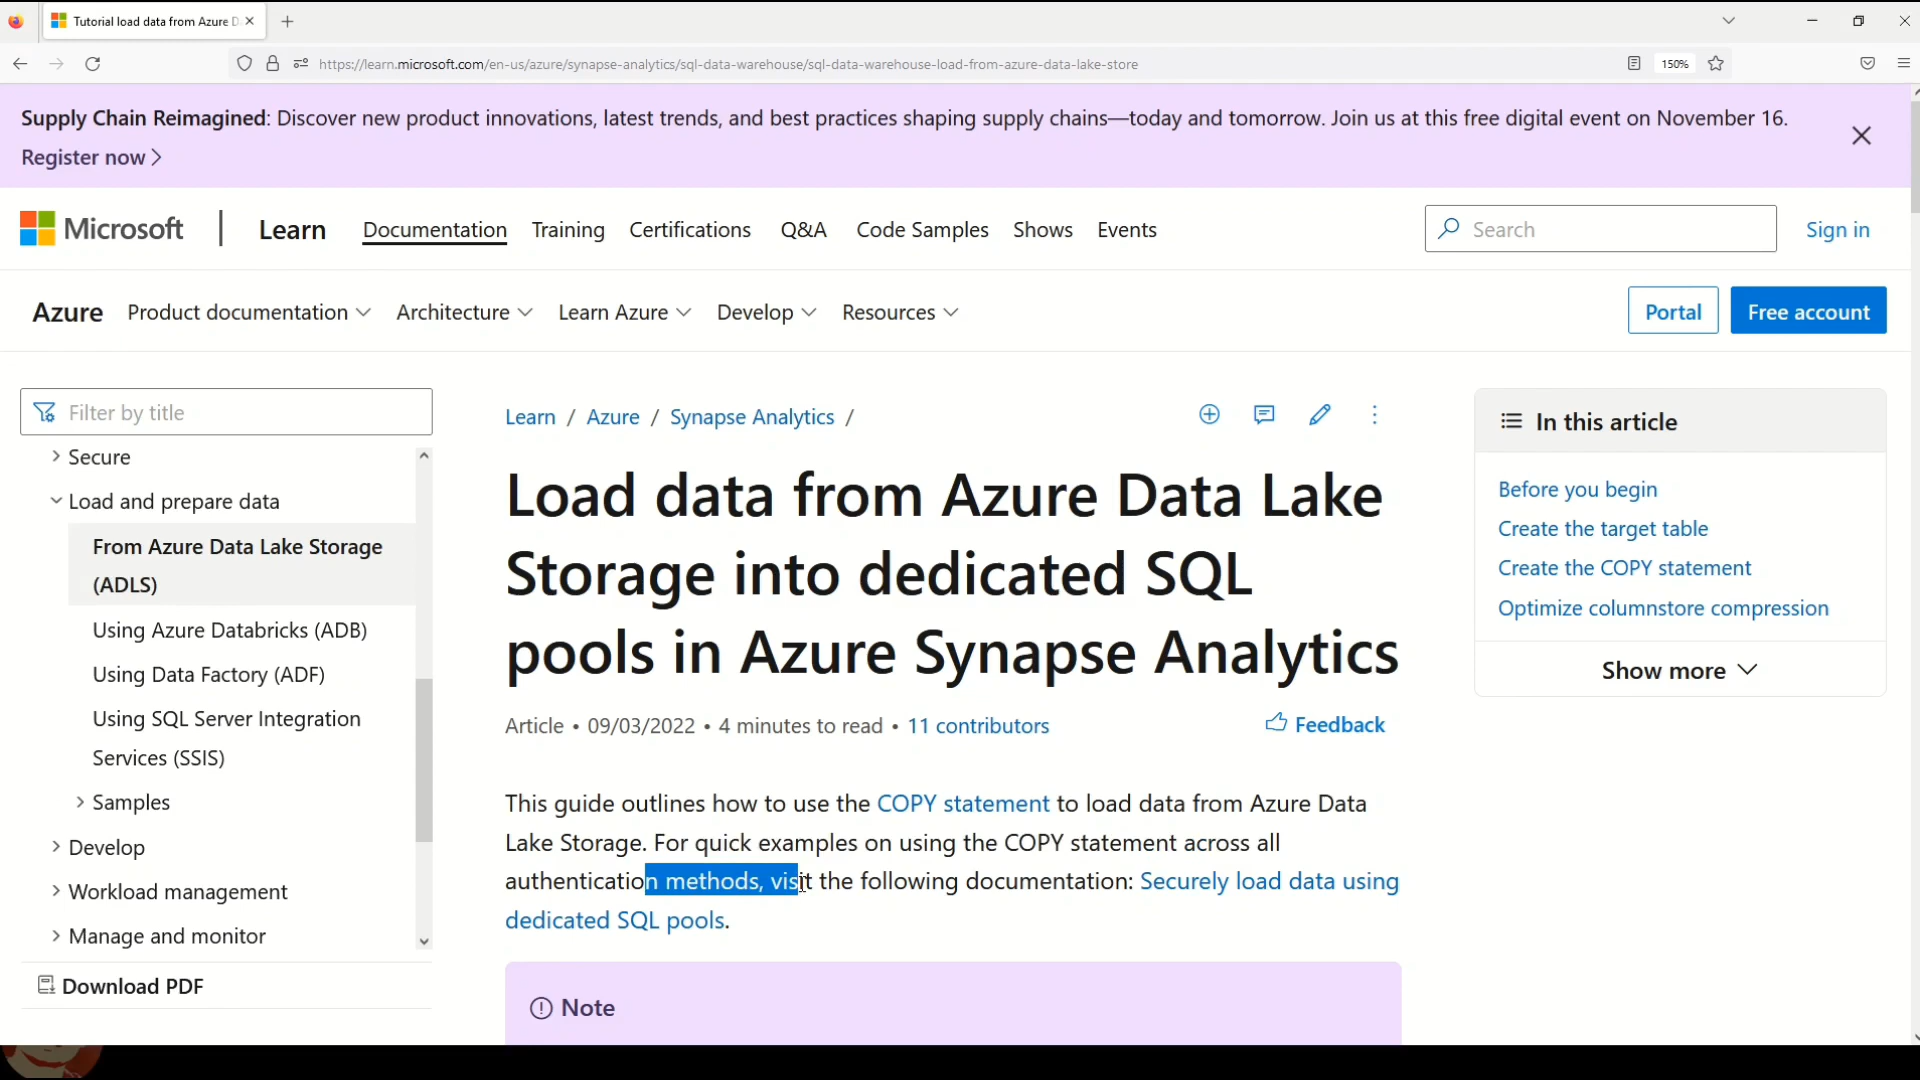 Tutorial load data from Azure D
https://learn.microsoft.com/en-us/azure/synapse-analytics/sql-data-warehouse/sql-data-warehouse-load-from-azure-data-lake-store
150%
Supply Chain Reimagined: Discover new product innovations, latest trends, and best practices shaping supply chains—today and tomorrow. Join us at this free digital event on November 16.
Register now
Microsoft | Learn Documentation Training Certifications Q&A Code Samples Shows Events Search Sign in
Azure Product documentation Architecture Learn Azure Develop Resources Portal Free account
Filter by title
Secure
Load and prepare data
From Azure Data Lake Storage
(ADLS)
Using Azure Databricks (ADB)
Using Data Factory (ADF)
Using SQL Server Integration
Services (SSIS)
Samples
Develop
Workload management
Manage and monitor
Download PDF
Learn / Azure / Synapse Analytics /
Load data from Azure Data Lake
Storage into dedicated SQL
pools in Azure Synapse Analytics
Article • 09/03/2022 • 4 minutes to read • 11 contributors
Feedback
This guide outlines how to use the COPY statement to load data from Azure Data
Lake Storage. For quick examples on using the COPY statement across all
authentication methods, visit the following documentation: Securely load data using
dedicated SQL pools.
Note
In this article
Before you begin
Create the target table
Create the COPY statement
Optimize columnstore compression
Show more